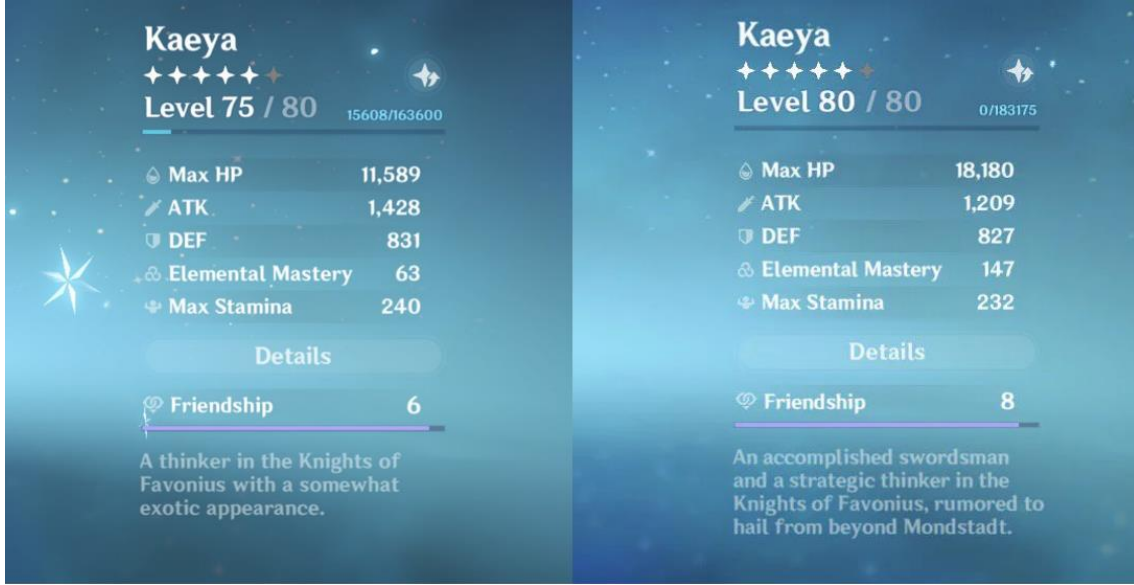 Kaeya
Level 75 / 80
15608/163600
Max HP 11,589
ATK 1,428
DEF 831
Elemental Mastery 63
Max Stamina 240
Details
Friendship 6
A thinker in the Knights of
Favonius with a somewhat
exotic appearance.
Kaeya
Level 80 / 80
0/183175
Max HP 18,180
ATK 1,209
DEF 827
Elemental Mastery 147
Max Stamina 232
Details
Friendship 8
An accomplished swordsman
and a strategic thinker in the
Knights of Favonius, rumored to
hail from beyond Mondstadt.